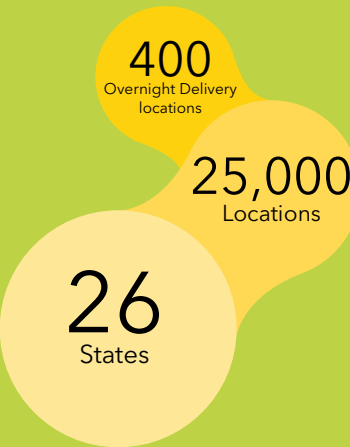 400
Overnight Delivery
locations
25,000
Locations
26
States